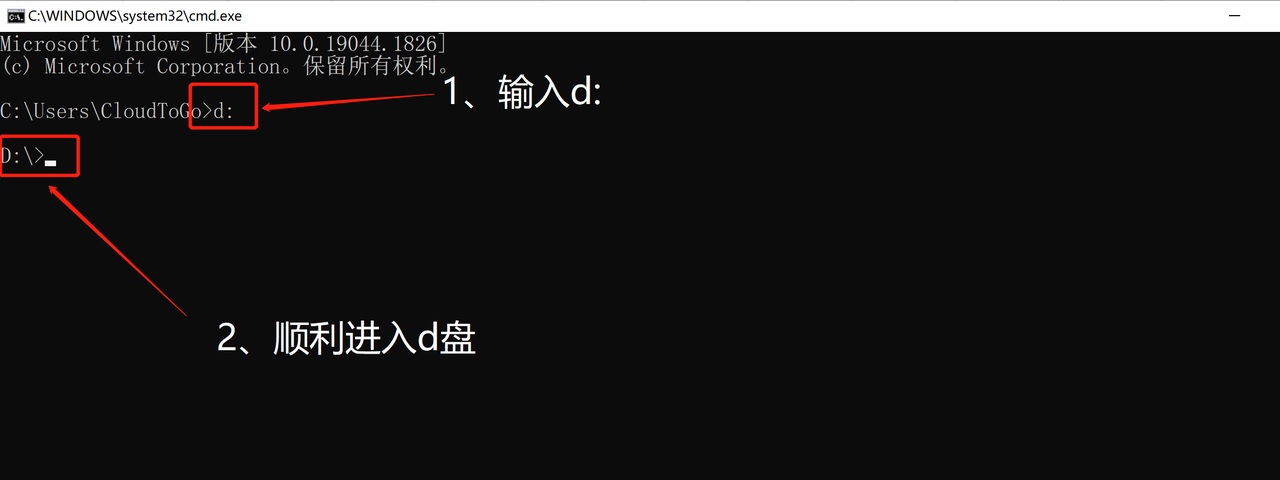 C:\WINDOWS\system32\cmd.exe
Microsoft Windows [版本 10.0.19044.1826]
(c) Microsoft Corporation。保留所有权利。
1、输入d:
C:\Users\CloudToGo>d:
D:\>
2、顺利进入d盘